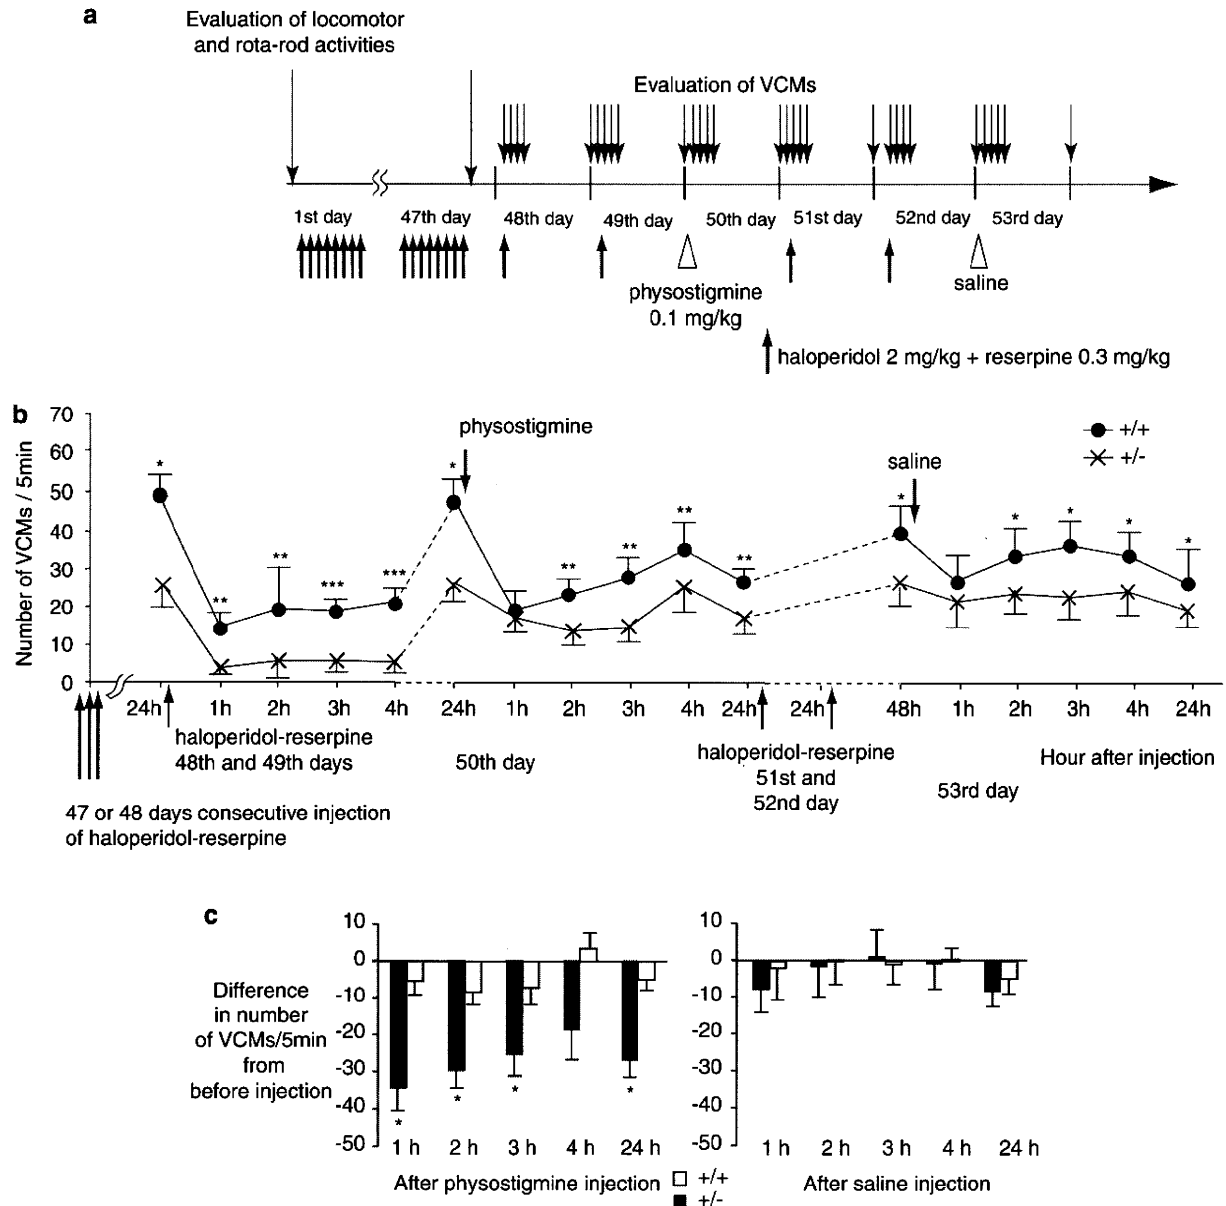 a
Evaluation of locomotor
and rota-rod activities
Evaluation of VCMs
1st day 47th day 48th day 49th day 50th day 51st day 52nd day 53rd day
physostigmine
0.1 mg/kg
saline
haloperidol 2 mg/kg + reserpine 0.3 mg/kg
b
Number of VCMs / 5min
70
60
50
40
30
20
10
0
physostigmine
saline
+/+
+/-
* ** ** *** *** * ** ** ** ** * * * * *
24h 1h 2h 3h 4h 24h 1h 2h 3h 4h 24h 24h 48h 1h 2h 3h 4h 24h
haloperidol-reserpine
48th and 49th days
50th day
haloperidol-reserpine
51st and
52nd day
53rd day
Hour after injection
47 or 48 days consecutive injection
of haloperidol-reserpine
c
Difference
in number
of VCMs/5min
from
before injection
10
0
-10
-20
-30
-40
-50
* * * *
1 h 2 h 3 h 4 h 24 h
After physostigmine injection
+/+
+/-
10
0
-10
-20
-30
-40
-50
1 h 2 h 3 h 4 h 24 h
After saline injection